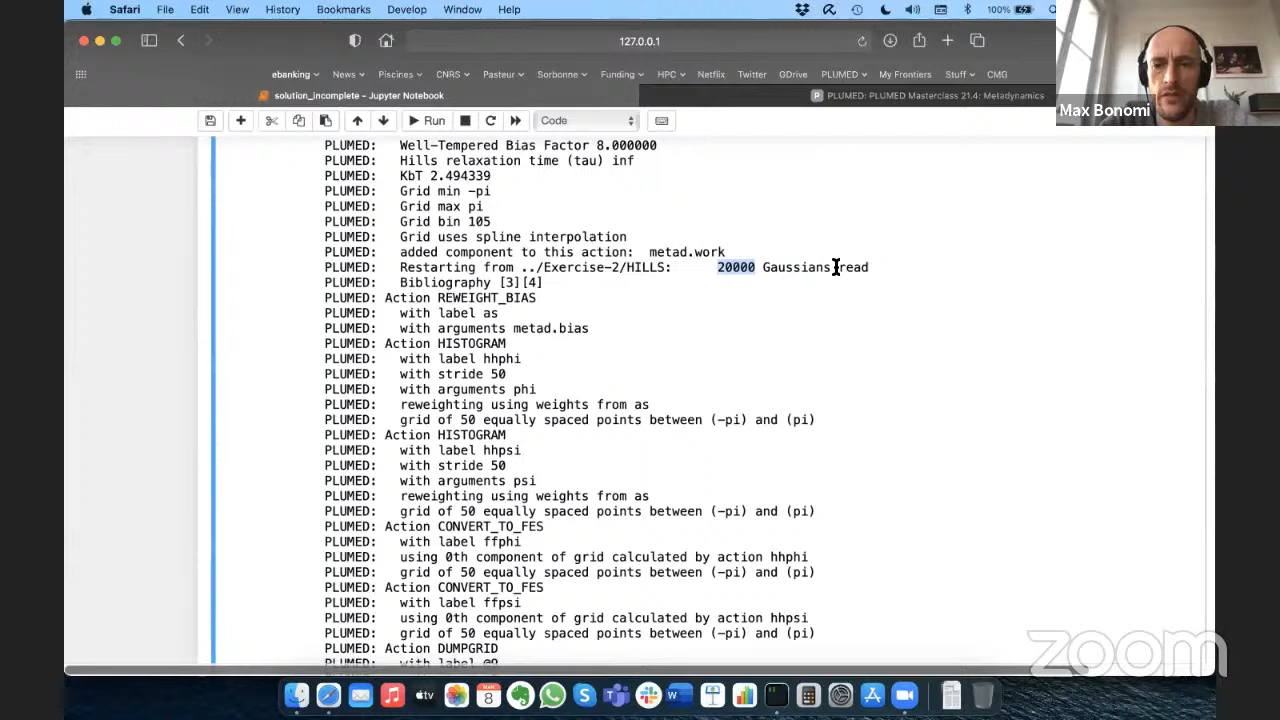 Safari File Edit View History Bookmarks Develop Window Help 100%
127.0.0.1
ebanking News Piscines CNRS Pasteur Sorbonne Funding HPC Netflix Twitter GDrive PLUMED My Frontiers Stuff CMG
solution_incomplete - Jupyter Notebook
P PLUMED: PLUMED Masterclass 21.4: Metadynamics
Max Bonomi
Run Code
PLUMED: Well-Tempered Bias Factor 8.000000
PLUMED: Hills relaxation time (tau) inf
PLUMED: KbT 2.494339
PLUMED: Grid min -pi
PLUMED: Grid max pi
PLUMED: Grid bin 105
PLUMED: Grid uses spline interpolation
PLUMED: added component to this action: metad.work
PLUMED: Restarting from ../Exercise-2/HILLS: 20000 Gaussians read
PLUMED: Bibliography [3][4]
PLUMED: Action REWEIGHT_BIAS
PLUMED: with label as
PLUMED: with arguments metad.bias
PLUMED: Action HISTOGRAM
PLUMED: with label hhphi
PLUMED: with stride 50
PLUMED: with arguments phi
PLUMED: reweighting using weights from as
PLUMED: grid of 50 equally spaced points between (-pi) and (pi)
PLUMED: Action HISTOGRAM
PLUMED: with label hhpsi
PLUMED: with stride 50
PLUMED: with arguments psi
PLUMED: reweighting using weights from as
PLUMED: grid of 50 equally spaced points between (-pi) and (pi)
PLUMED: Action CONVERT_TO_FES
PLUMED: with label ffphi
PLUMED: using 0th component of grid calculated by action hhphi
PLUMED: grid of 50 equally spaced points between (-pi) and (pi)
PLUMED: Action CONVERT_TO_FES
PLUMED: with label ffpsi
PLUMED: using 0th component of grid calculated by action hhpsi
PLUMED: grid of 50 equally spaced points between (-pi) and (pi)
PLUMED: Action DUMPGRID
PLUMED: with label @9
zoom
tv MAR 8